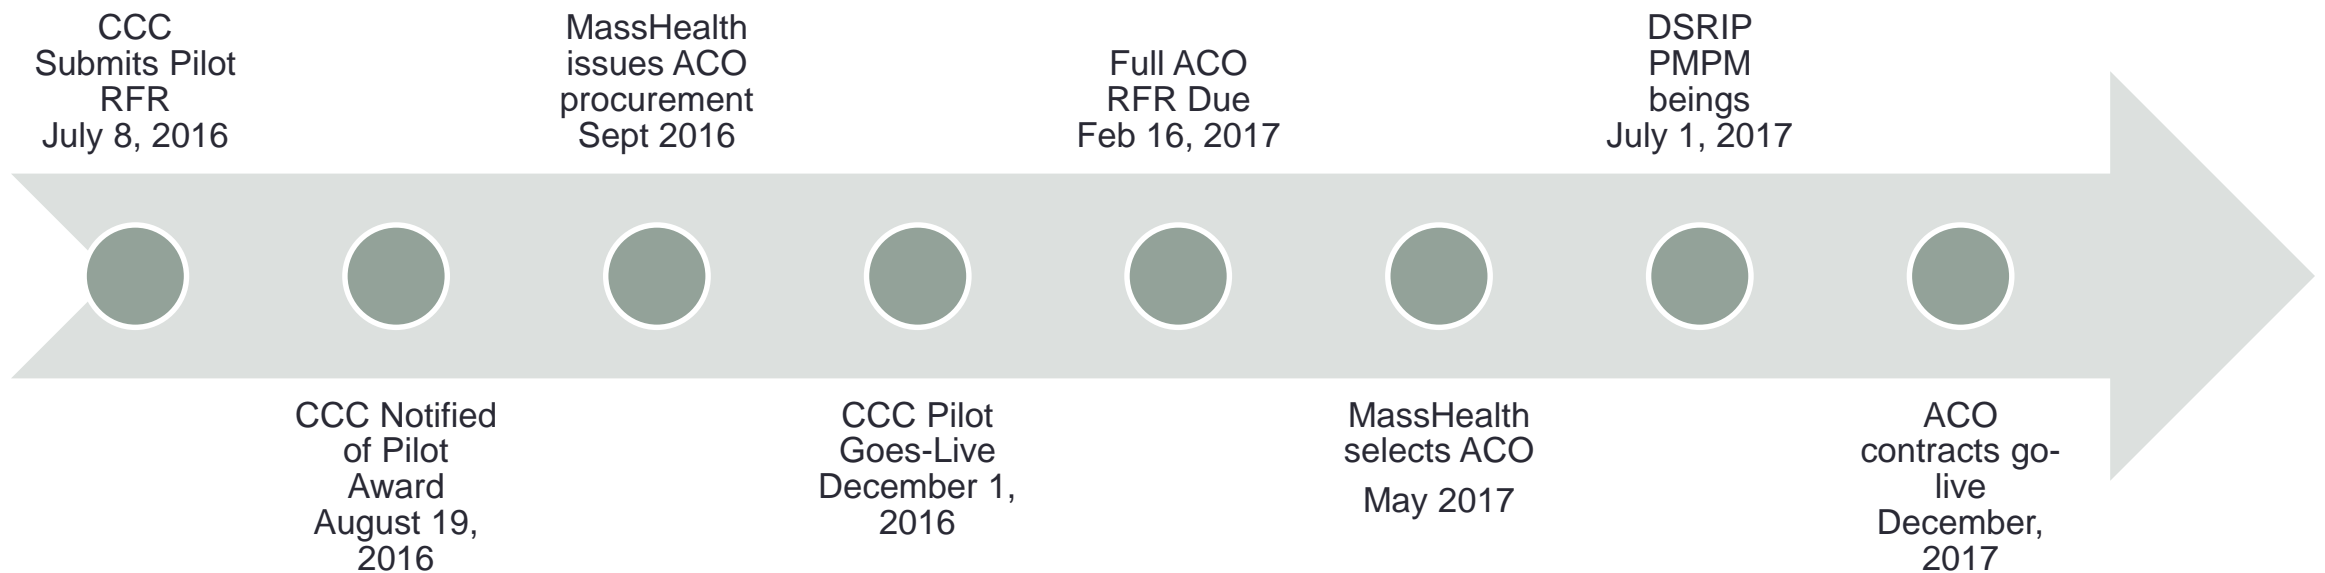 CCC
Submits Pilot
RFR
July 8, 2016
MassHealth
issues ACO
procurement
Sept 2016
Full ACO
RFR Due
Feb 16, 2017
DSRIP
PMPM
beings
July 1, 2017
CCC Notified
of Pilot
Award
August 19,
2016
CCC Pilot
Goes-Live
December 1,
2016
MassHealth
selects ACO
May 2017
ACO
contracts go-
live
December,
2017